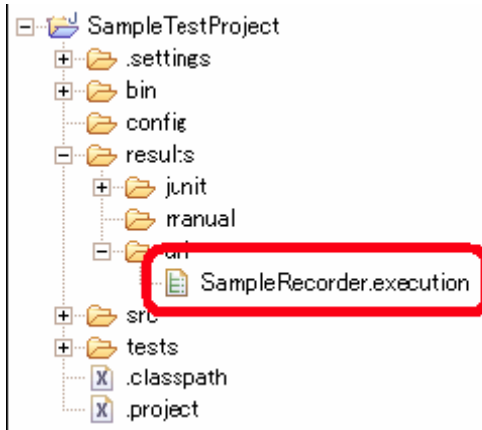 SampleTestProject
.settings
bin
config
results
junit
manual
SampleRecorder.execution
src
tests
.classpath
.project